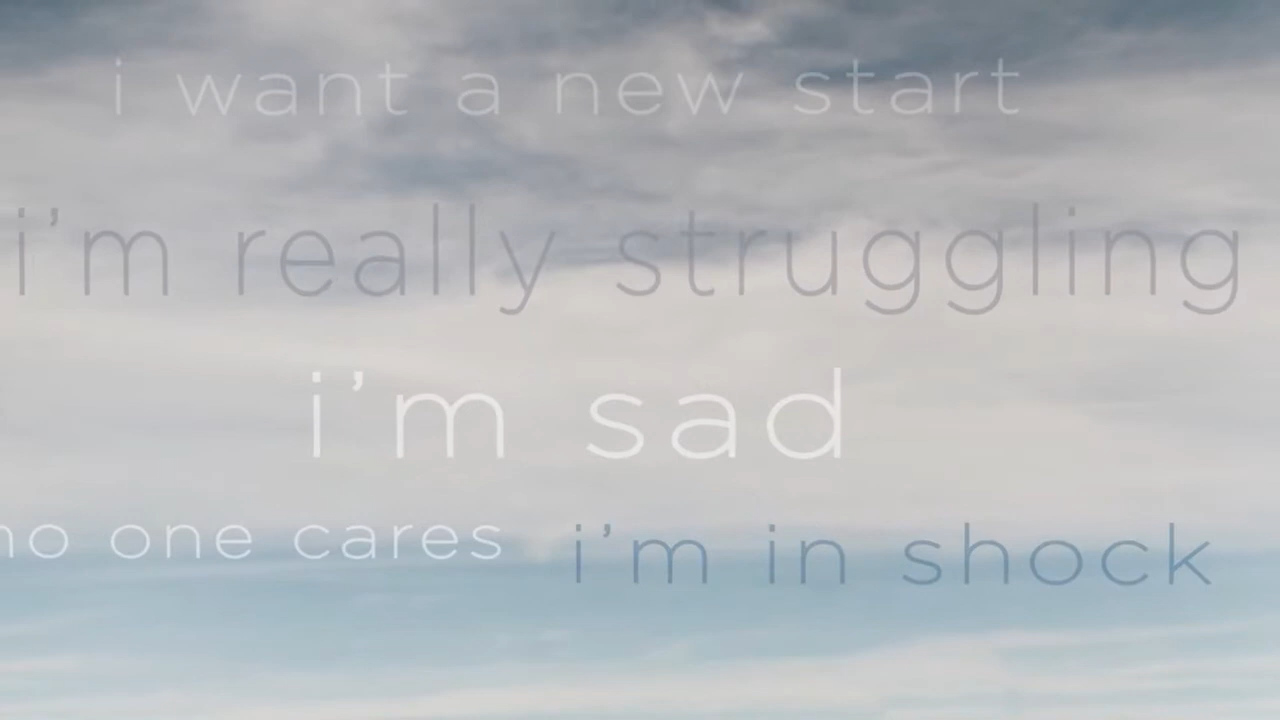 i want a new start
i'm really struggling
i'm sad
no one cares
i'm in shock